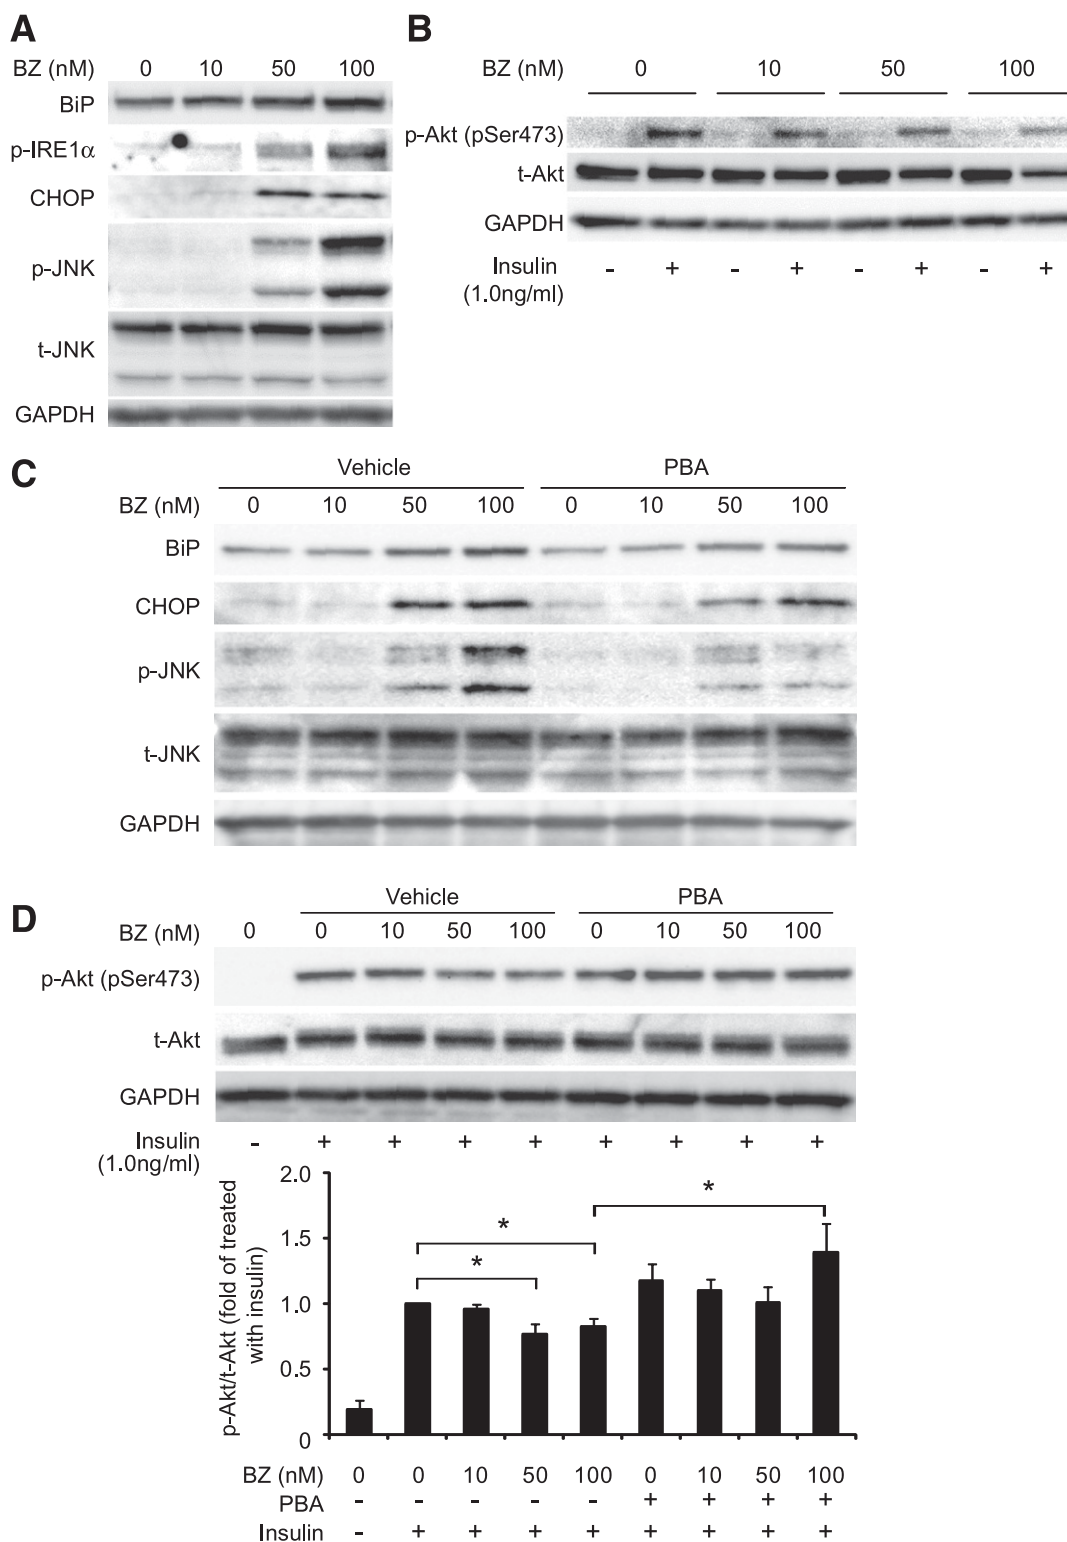 A
BZ (nM) 0 10 50 100
BiP
p-IRE1α
CHOP
p-JNK
t-JNK
GAPDH
B
BZ (nM) 0 10 50 100
p-Akt (pSer473)
t-Akt
GAPDH
Insulin - + - + - + - +
(1.0ng/ml)
C
Vehicle PBA
BZ (nM) 0 10 50 100 0 10 50 100
BiP
CHOP
p-JNK
t-JNK
GAPDH
D
Vehicle PBA
BZ (nM) 0 0 10 50 100 0 10 50 100
p-Akt (pSer473)
t-Akt
GAPDH
Insulin - + + + + + + + +
(1.0ng/ml)
p-Akt/t-Akt (fold of treated
with insulin)
2.0
1.5
1.0
0.5
0
*
*
*
BZ (nM) 0 0 10 50 100 0 10 50 100
PBA - - - - - + + + +
Insulin - + + + + + + + +